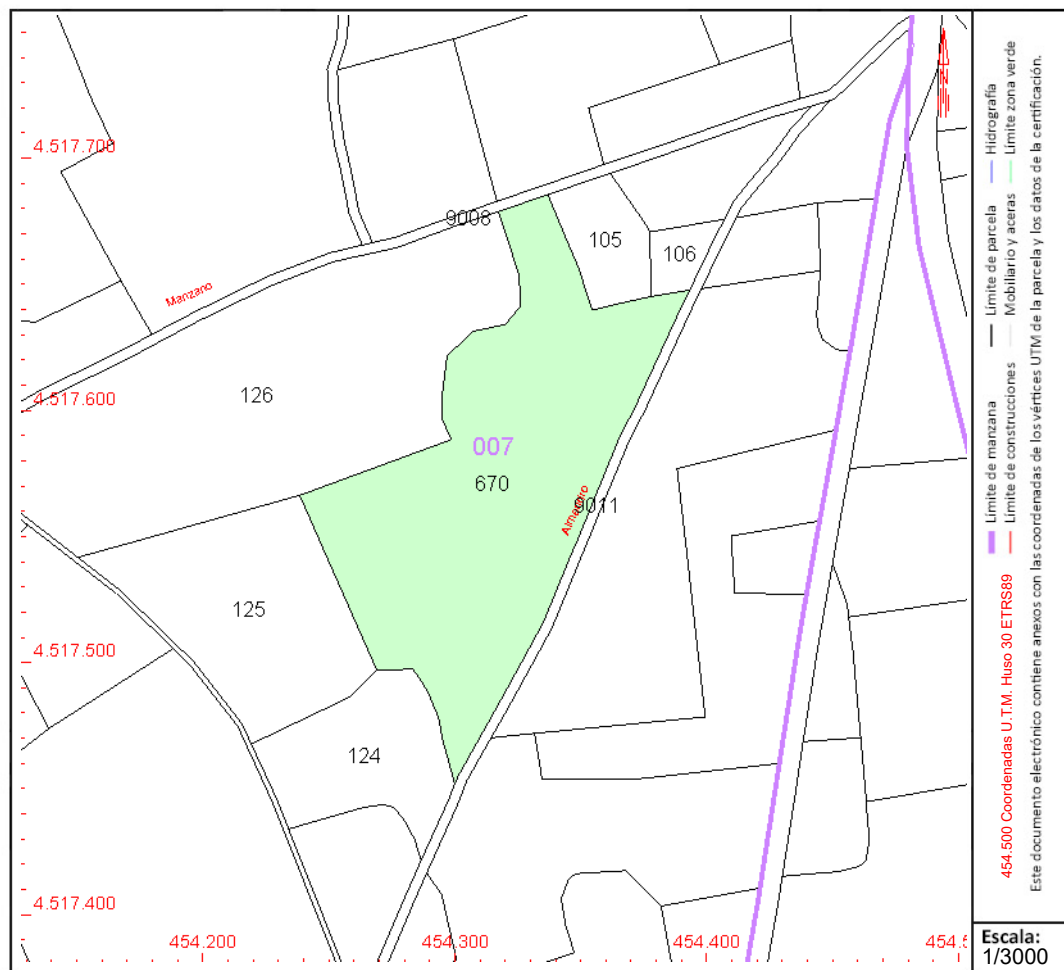 4.517.700
9008
105
106
Manzano
4.517.600
126
007
670
9011
125
4.517.500
124
4.517.400
454.200
454.300
454.400
Límite de manzana
Límite de parcela
Hidrografía
Límite de construcciones
Mobiliario y aceras
Límite zona verde
454.500 Coordenadas U.T.M. Huso 30 ETRS89
Este documento electrónico contiene anexos con las coordenadas de los vértices UTM de la parcela y los datos de la certificación.
Escala:
1/3000